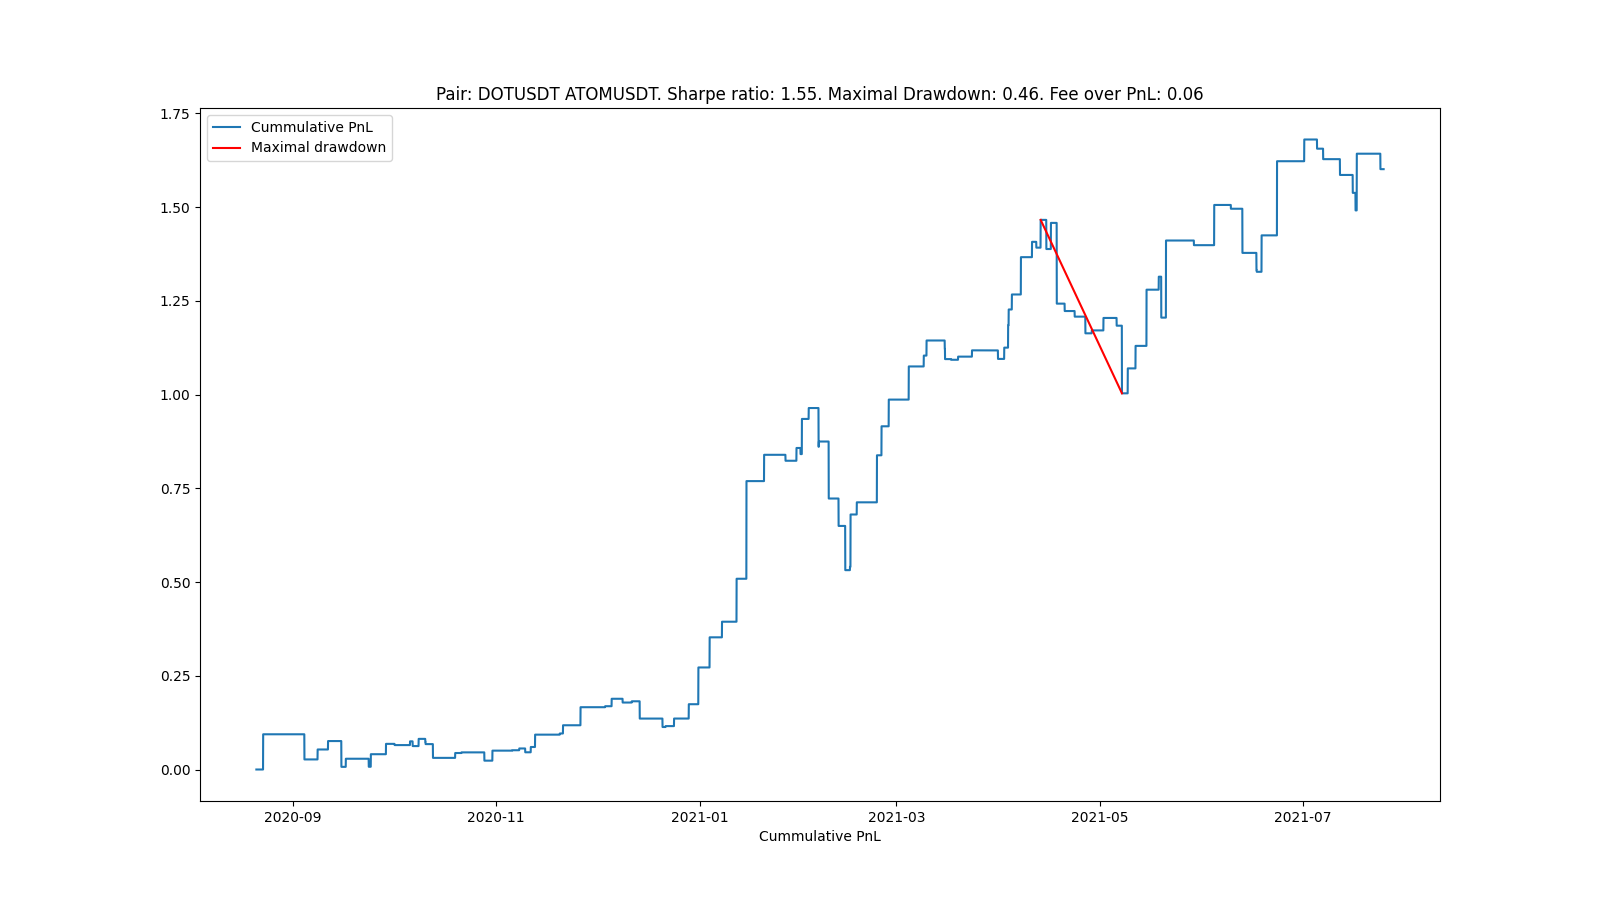 Pair: DOTUSDT ATOMUSDT. Sharpe ratio: 1.55. Maximal Drawdown: 0.46. Fee over PnL: 0.06
Cummulative PnL
Maximal drawdown
1.75
1.50
1.25
1.00
0.75
0.50
0.25
0.00
2020-09 2020-11 2021-01 2021-03 2021-05 2021-07
Cummulative PnL